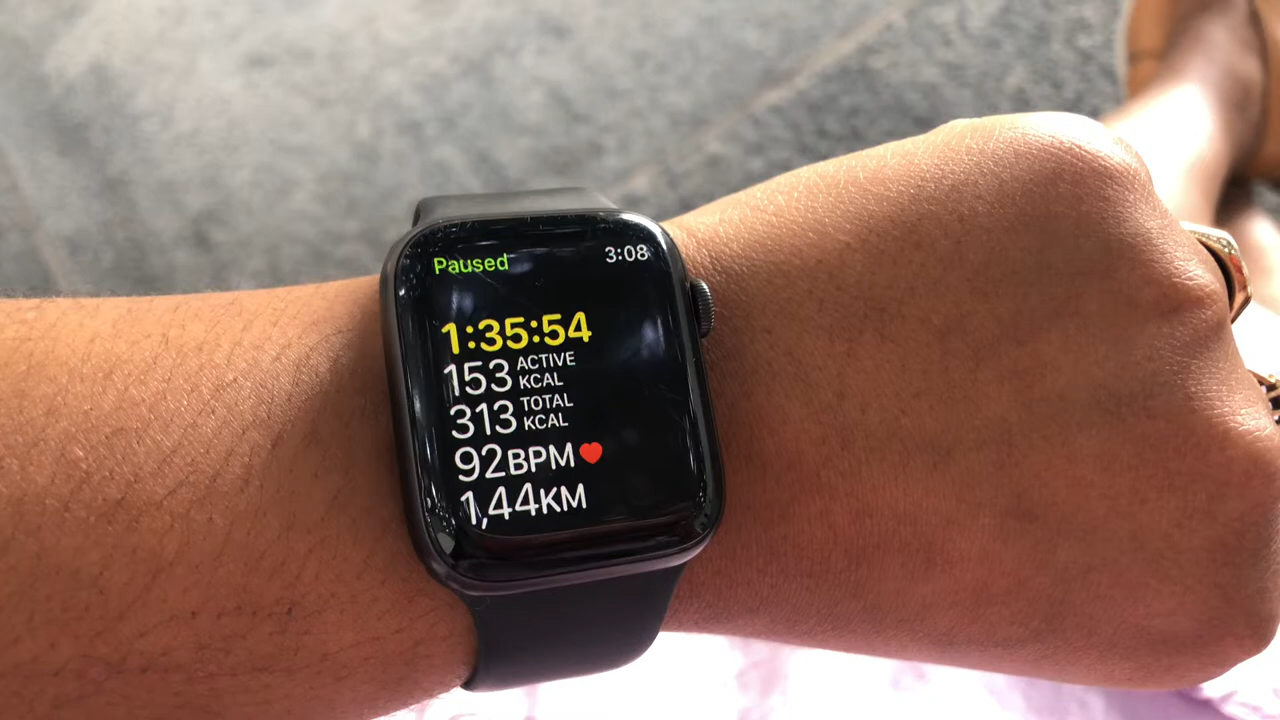 Paused 3:08
1:35:54
153 ACTIVE KCAL
313 TOTAL KCAL
92BPM
1,44KM